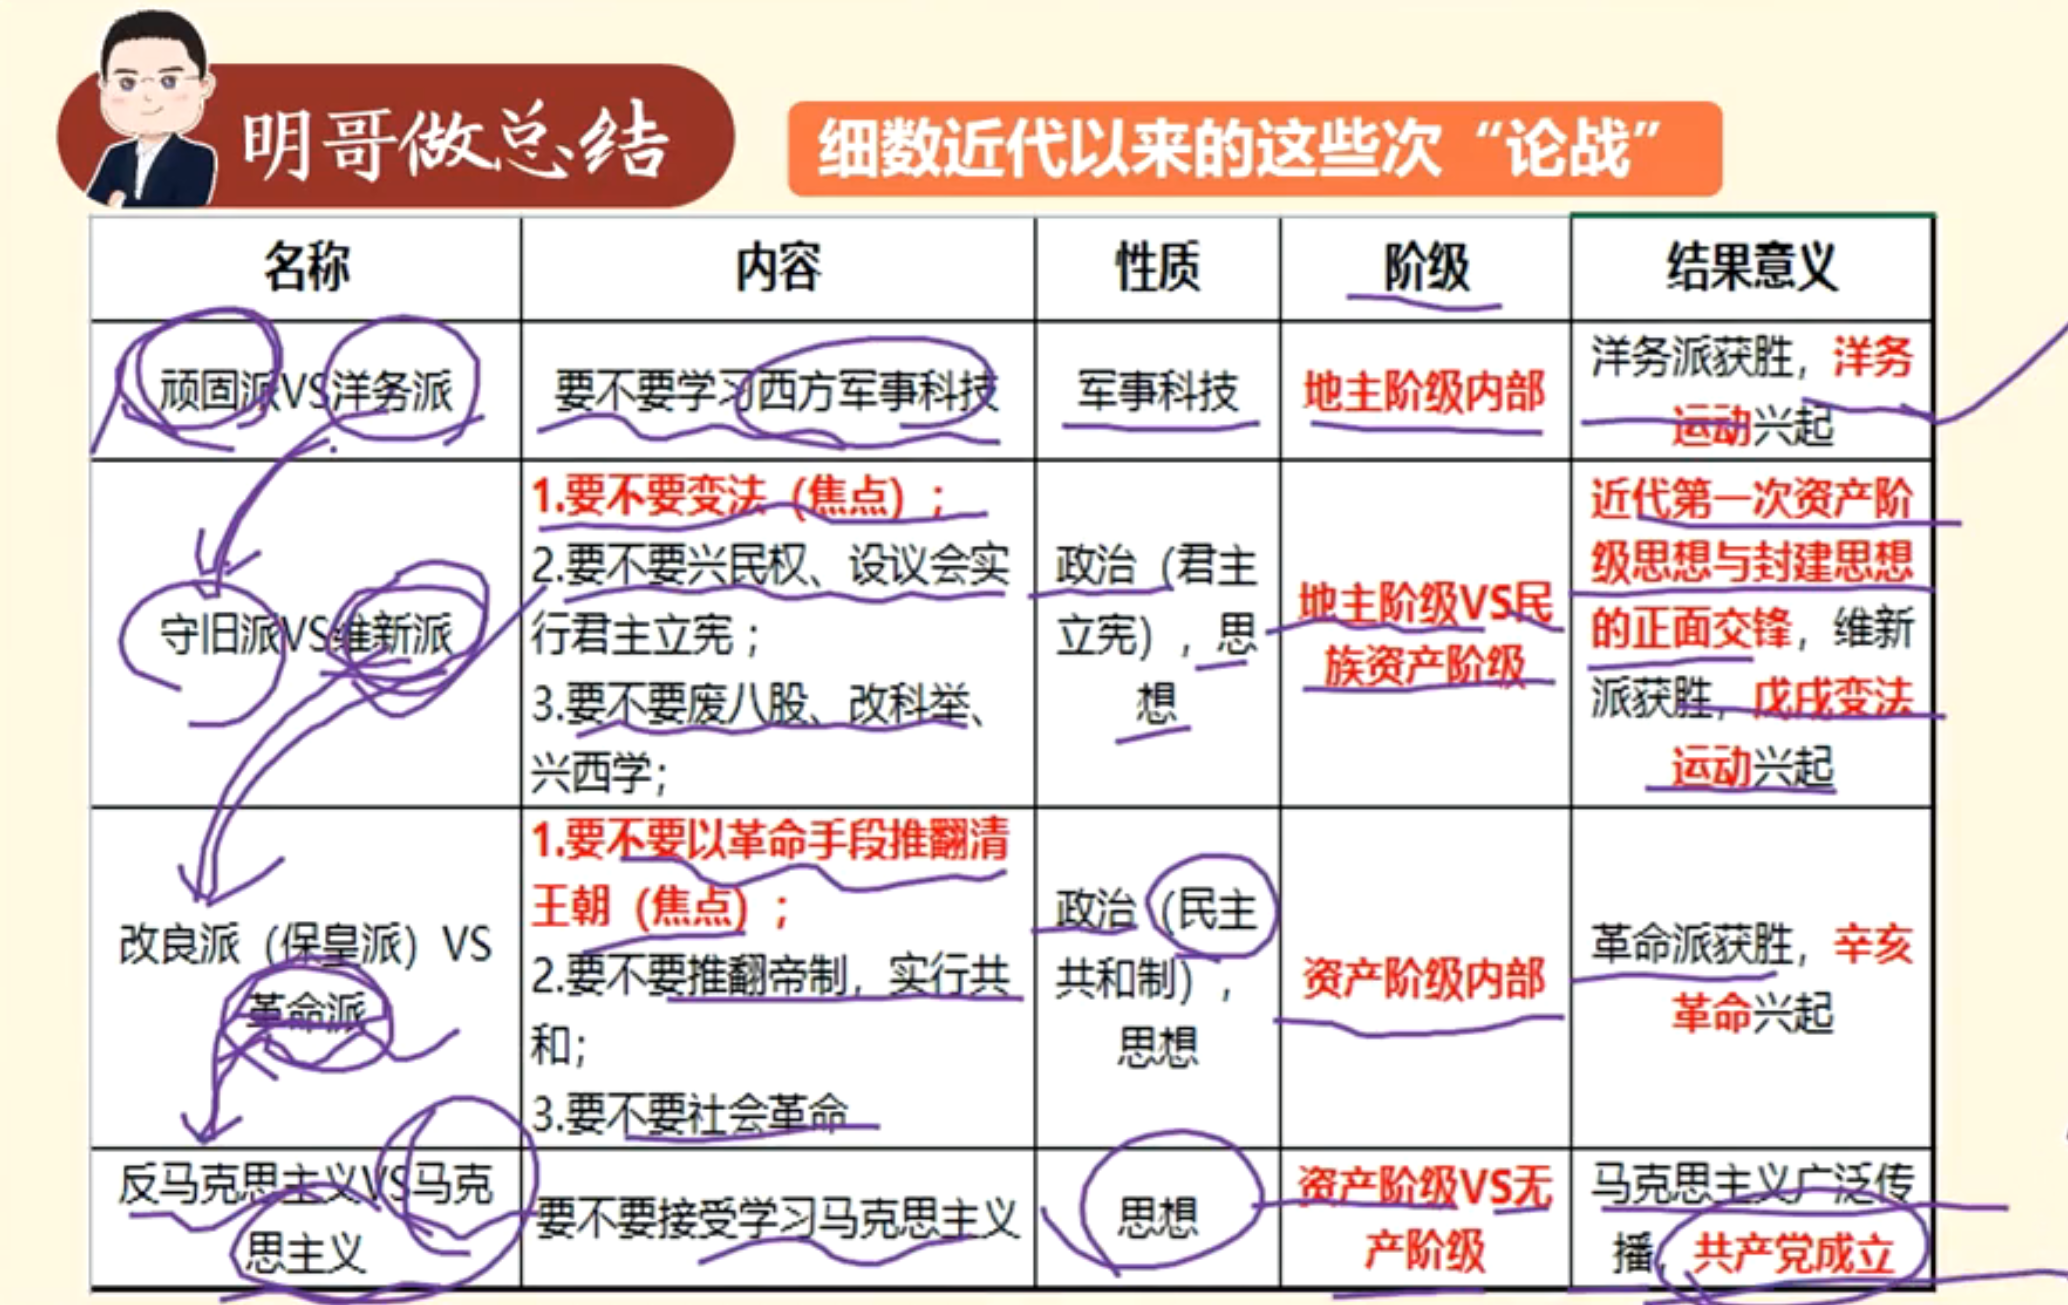 明哥做总结
细数近代以来的这些次“论战”
名称
内容
性质
阶级
结果意义
顽固派VS洋务派
要不要学习西方军事科技
军事科技
地主阶级内部
洋务派获胜，洋务
运动兴起
守旧派VS维新派
1.要不要变法（焦点）；
2.要不要兴民权、设议会实
行君主立宪；
3.要不要废八股、改科举、
兴西学；
政治（君主
立宪），思
想
地主阶级VS民
族资产阶级
近代第一次资产阶
级思想与封建思想
的正面交锋，维新
派获胜，戊戌变法
运动兴起
改良派（保皇派）VS
革命派
1.要不要以革命手段推翻清
王朝（焦点）；
2.要不要推翻帝制，实行共
和；
3.要不要社会革命
政治（民主
共和制），
思想
资产阶级内部
革命派获胜，辛亥
革命兴起
反马克思主义VS马克
思主义
要不要接受学习马克思主义
思想
资产阶级VS无
产阶级
马克思主义广泛传
播，共产党成立